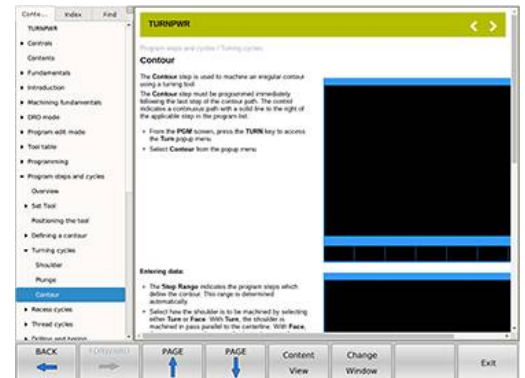 Conte...
Index
Find
TURNPWR
Controls
Contents
Fundamentals
Introduction
Machining fundamentals
DRO mode
Program edit mode
Tool table
Programming
Program steps and cycles
Overview
Set Tool
Positioning the tool
Defining a contour
Turning cycles
Shoulder
Plunge
Contour
Recess cycles
Thread cycles
Drilling and boring
TURNPWR
Program steps and cycles / Turning cycles
Contour
The Contour step is used to machine an irregular contour
using a turning tool.
The Contour step must be programmed immediately
following the last step of the contour path. The control
indicates a continuous path with a solid line to the right of
the applicable step in the program list.
From the PGM screen, press the TURN key to access
the Turn popup menu
Select Contour from the popup menu
Entering data:
The Step Range indicates the program steps which
define the contour. This range is determined
automatically.
Select how the shoulder is to be machined by selecting
either Turn or Face. With Turn, the shoulder is
machined in pass parallel to the centerline. With Face,
BACK
FORWARD
PAGE
PAGE
Content
View
Change
Window
Exit